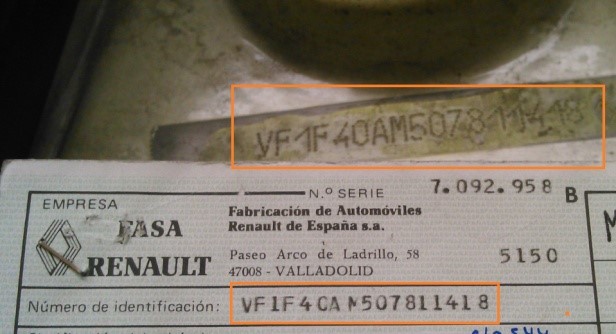 VF1F40AM507811418
N.º SERIE 7.092.958 B
EMPRESA
FASA
RENAULT
Fabricación de Automóviles
Renault de España s.a.
Paseo Arco de Ladrillo, 58
47008 - VALLADOLID
5150
Número de identificación: VF1F40AM507811418